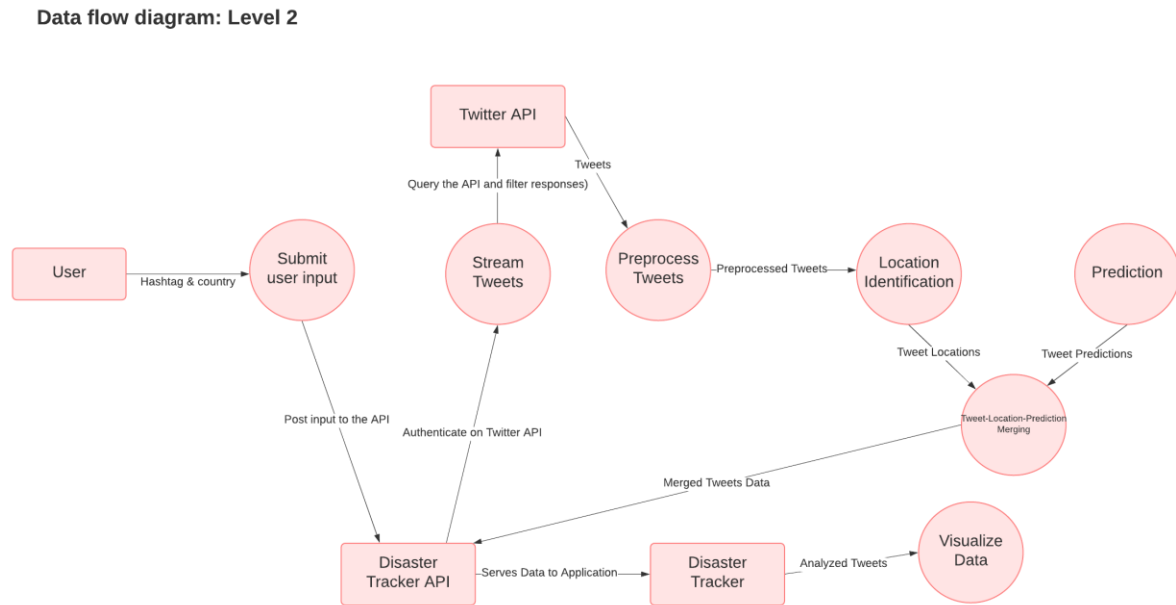 Data flow diagram: Level 2
Twitter API
Tweets
Query the API and filter responses)
User
Hashtag & country
Submit
user input
Stream
Tweets
Preprocess
Tweets
Preprocessed Tweets
Location
Identification
Prediction
Tweet Locations
Tweet Predictions
Post input to the API
Authenticate on Twitter API
Tweet-Location-Prediction
Merging
Merged Tweets Data
Disaster
Tracker API
Serves Data to Application
Disaster
Tracker
Analyzed Tweets
Visualize
Data